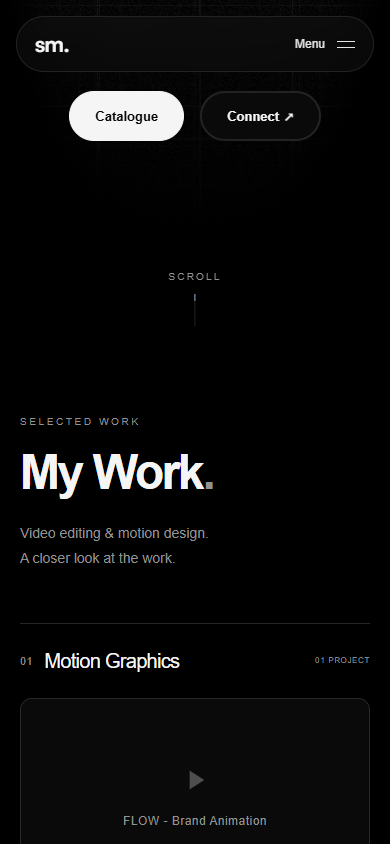 sm.
Menu
Catalogue
Connect ↗
SCROLL
SELECTED WORK
My Work.
Video editing & motion design.
A closer look at the work.
01 Motion Graphics 01 PROJECT
FLOW - Brand Animation